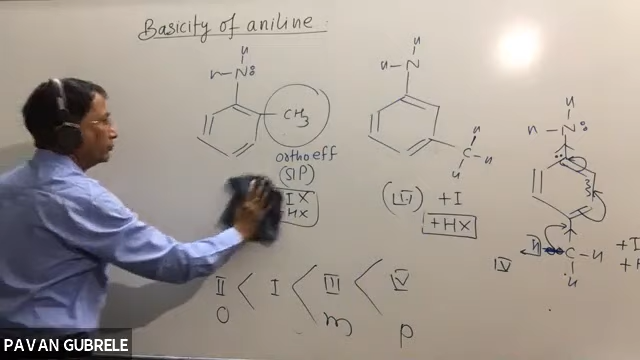 Basicity of aniline
H
H-N:
CH3
ortho eff
(SIP)
I X
HX
H
H-N
C H
H
H
(III) +I
+HX
H
H-N:
H C-H
H
IV
+I
+H
II < I < III < IV
O m p
PAVAN GUBRELE